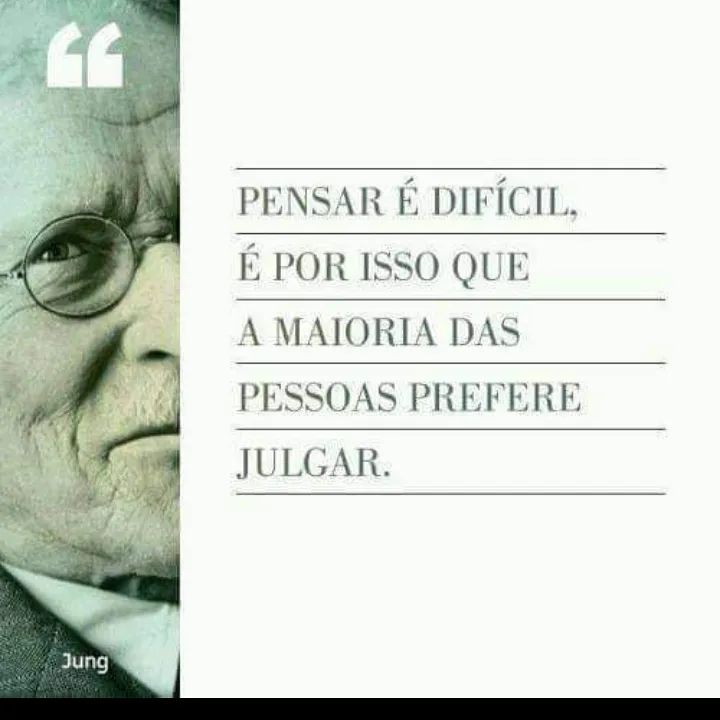 “
PENSAR É DIFÍCIL,
É POR ISSO QUE
A MAIORIA DAS
PESSOAS PREFERE
JULGAR.
Jung